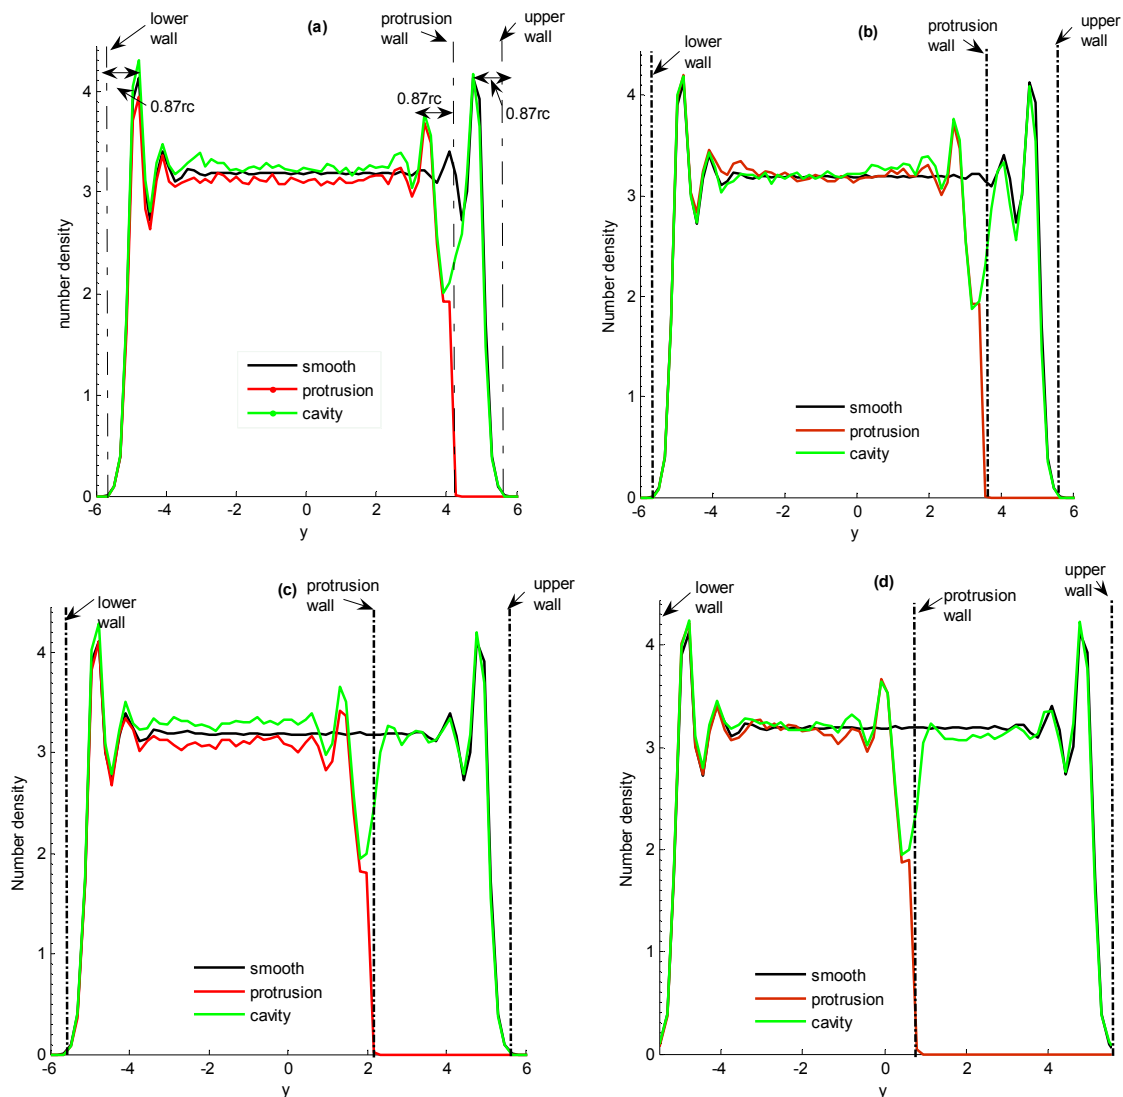 lower
wall
(a)
protrusion
wall
upper
wall
0.87rc
0.87rc
0.87rc
4
3
2
1
0
number density
smooth
protrusion
cavity
-6
-4
-2
0
2
4
6
y
(b)
protrusion
wall
upper
wall
lower
wall
4
3
2
1
0
Number density
smooth
protrusion
cavity
-6
-4
-2
0
2
4
6
y
(c)
lower
wall
protrusion
wall
upper
wall
4
3
2
1
0
Number density
smooth
protrusion
cavity
-6
-4
-2
0
2
4
6
y
(d)
lower
wall
protrusion
wall
upper
wall
4
3
2
1
0
Number density
smooth
protrusion
cavity
-4
-2
0
2
4
y